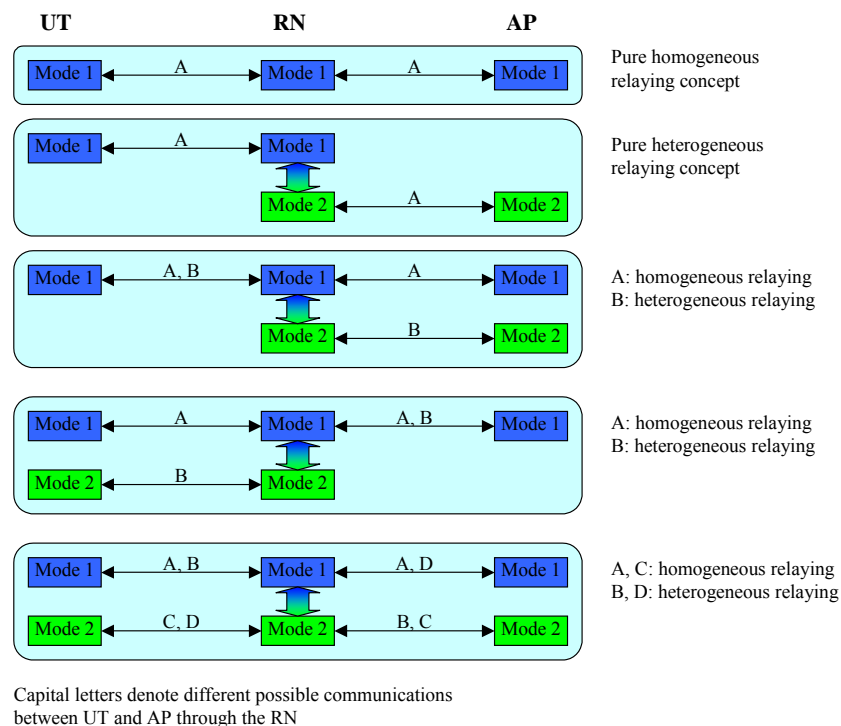 UT RN AP
Mode 1 A Mode 1 A Mode 1
Pure homogeneous
relaying concept
Mode 1 A Mode 1
Pure heterogeneous
relaying concept
Mode 2 A Mode 2
Mode 1 A, B Mode 1 A Mode 1
A: homogeneous relaying
B: heterogeneous relaying
Mode 2 B Mode 2
Mode 1 A Mode 1 A, B Mode 1
A: homogeneous relaying
B: heterogeneous relaying
Mode 2 B Mode 2
Mode 1 A, B Mode 1 A, D Mode 1
A, C: homogeneous relaying
B, D: heterogeneous relaying
Mode 2 C, D Mode 2 B, C Mode 2
Capital letters denote different possible communications
between UT and AP through the RN